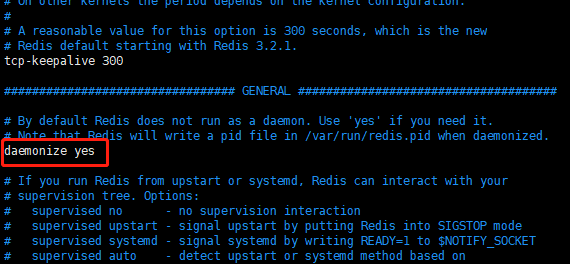 # On other kernels the period depends on the kernel configuration.
#
# A reasonable value for this option is 300 seconds, which is the new
# Redis default starting with Redis 3.2.1.
tcp-keepalive 300
################################# GENERAL #####################################
# By default Redis does not run as a daemon. Use 'yes' if you need it.
# Note that Redis will write a pid file in /var/run/redis.pid when daemonized.
daemonize yes
# If you run Redis from upstart or systemd, Redis can interact with your
# supervision tree. Options:
#   supervised no      - no supervision interaction
#   supervised upstart - signal upstart by putting Redis into SIGSTOP mode
#   supervised systemd - signal systemd by writing READY=1 to $NOTIFY_SOCKET
#   supervised auto    - detect upstart or systemd method based on